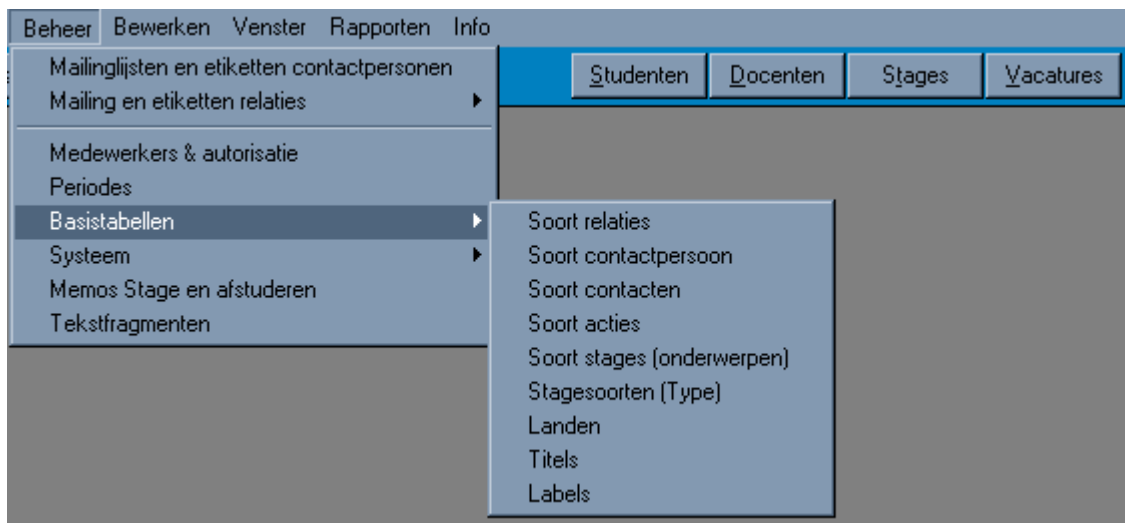 Beheer Bewerken Venster Rapporten Info
Studenten Docenten Stages Vacatures
Mailinglijsten en etiketten contactpersonen
Mailing en etiketten relaties
Medewerkers & autorisatie
Periodes
Basistabellen
Systeem
Memos Stage en afstuderen
Tekstfragmenten
Soort relaties
Soort contactpersoon
Soort contacten
Soort acties
Soort stages (onderwerpen)
Stagesoorten (Type)
Landen
Titels
Labels